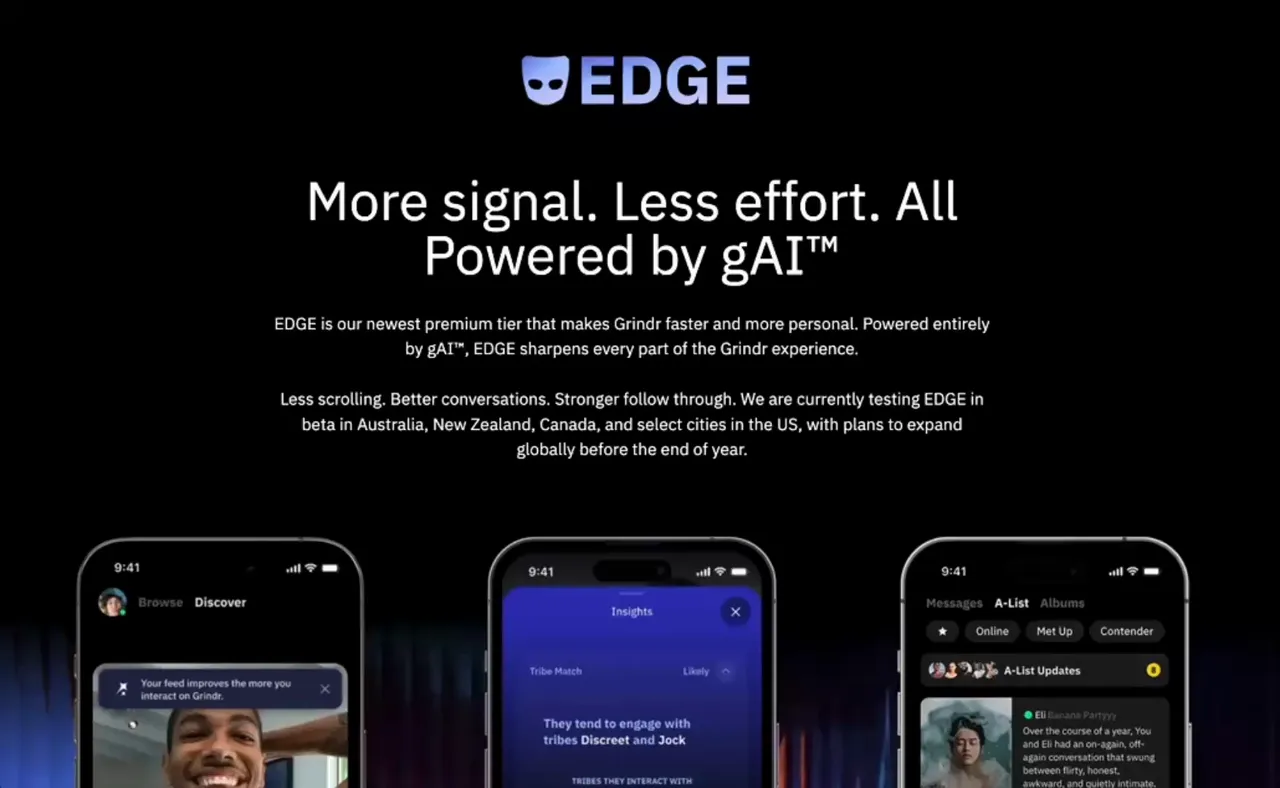 EDGE
More signal. Less effort. All
Powered by gAI™
EDGE is our newest premium tier that makes Grindr faster and more personal. Powered entirely
by gAI™, EDGE sharpens every part of the Grindr experience.
Less scrolling. Better conversations. Stronger follow through. We are currently testing EDGE in
beta in Australia, New Zealand, Canada, and select cities in the US, with plans to expand
globally before the end of year.
9:41
Browse Discover
Your feed improves the more you
interact on Grindr.
9:41
Insights
Tribe Match Likely
They tend to engage with
tribes Discreet and Jock
TRIBES THEY INTERACT WITH
9:41
Messages A-List Albums
Online Met Up Contender
A-List Updates 8
Eli Banana Partyyy
Over the course of a year, You
and Eli had an on-again, off-
again conversation that swung
between flirty, honest,
awkward, and quietly intimate.